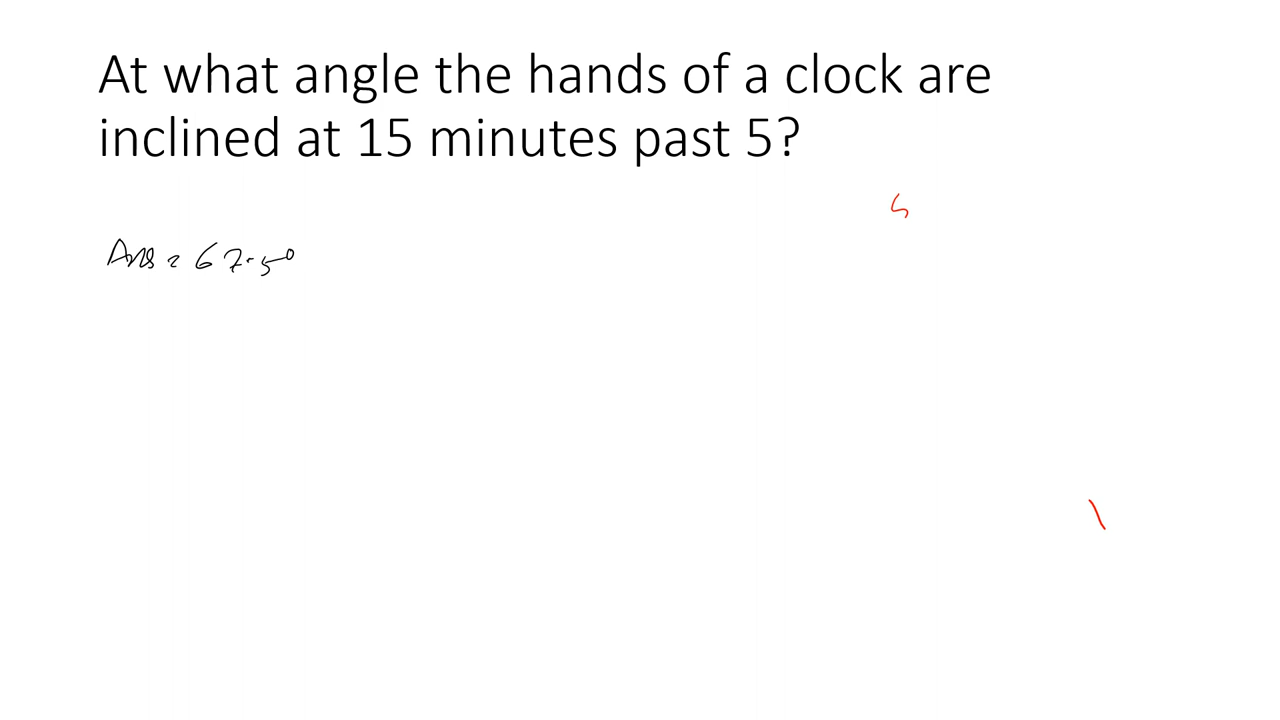 At what angle the hands of a clock are
inclined at 15 minutes past 5?
Ans = 67.5°